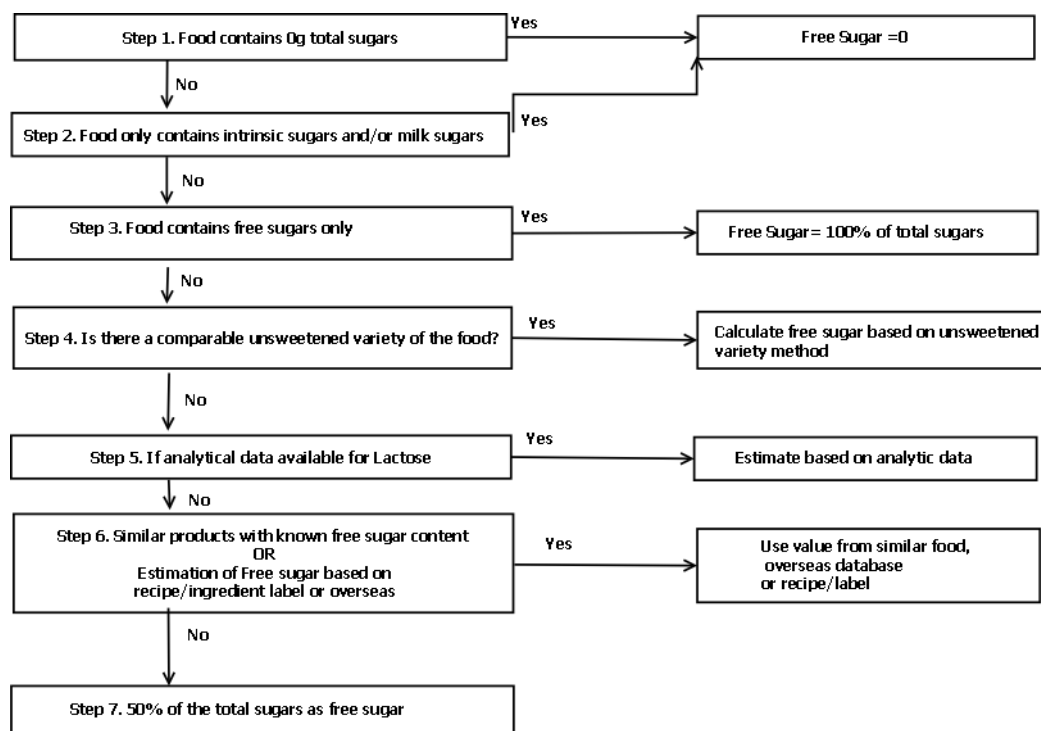 Step 1. Food contains 0g total sugars
Yes
Free Sugar =0
No
Step 2. Food only contains intrinsic sugars and/or milk sugars
Yes
No
Step 3. Food contains free sugars only
Yes
Free Sugar= 100% of total sugars
No
Step 4. Is there a comparable unsweetened variety of the food?
Yes
Calculate free sugar based on unsweetened
variety method
No
Step 5. If analytical data available for Lactose
Yes
Estimate based on analytic data
No
Step 6. Similar products with known free sugar content
OR
Estimation of Free sugar based on
recipe/ingredient label or overseas
Yes
Use value from similar food,
overseas database
or recipe/label
No
Step 7. 50% of the total sugars as free sugar